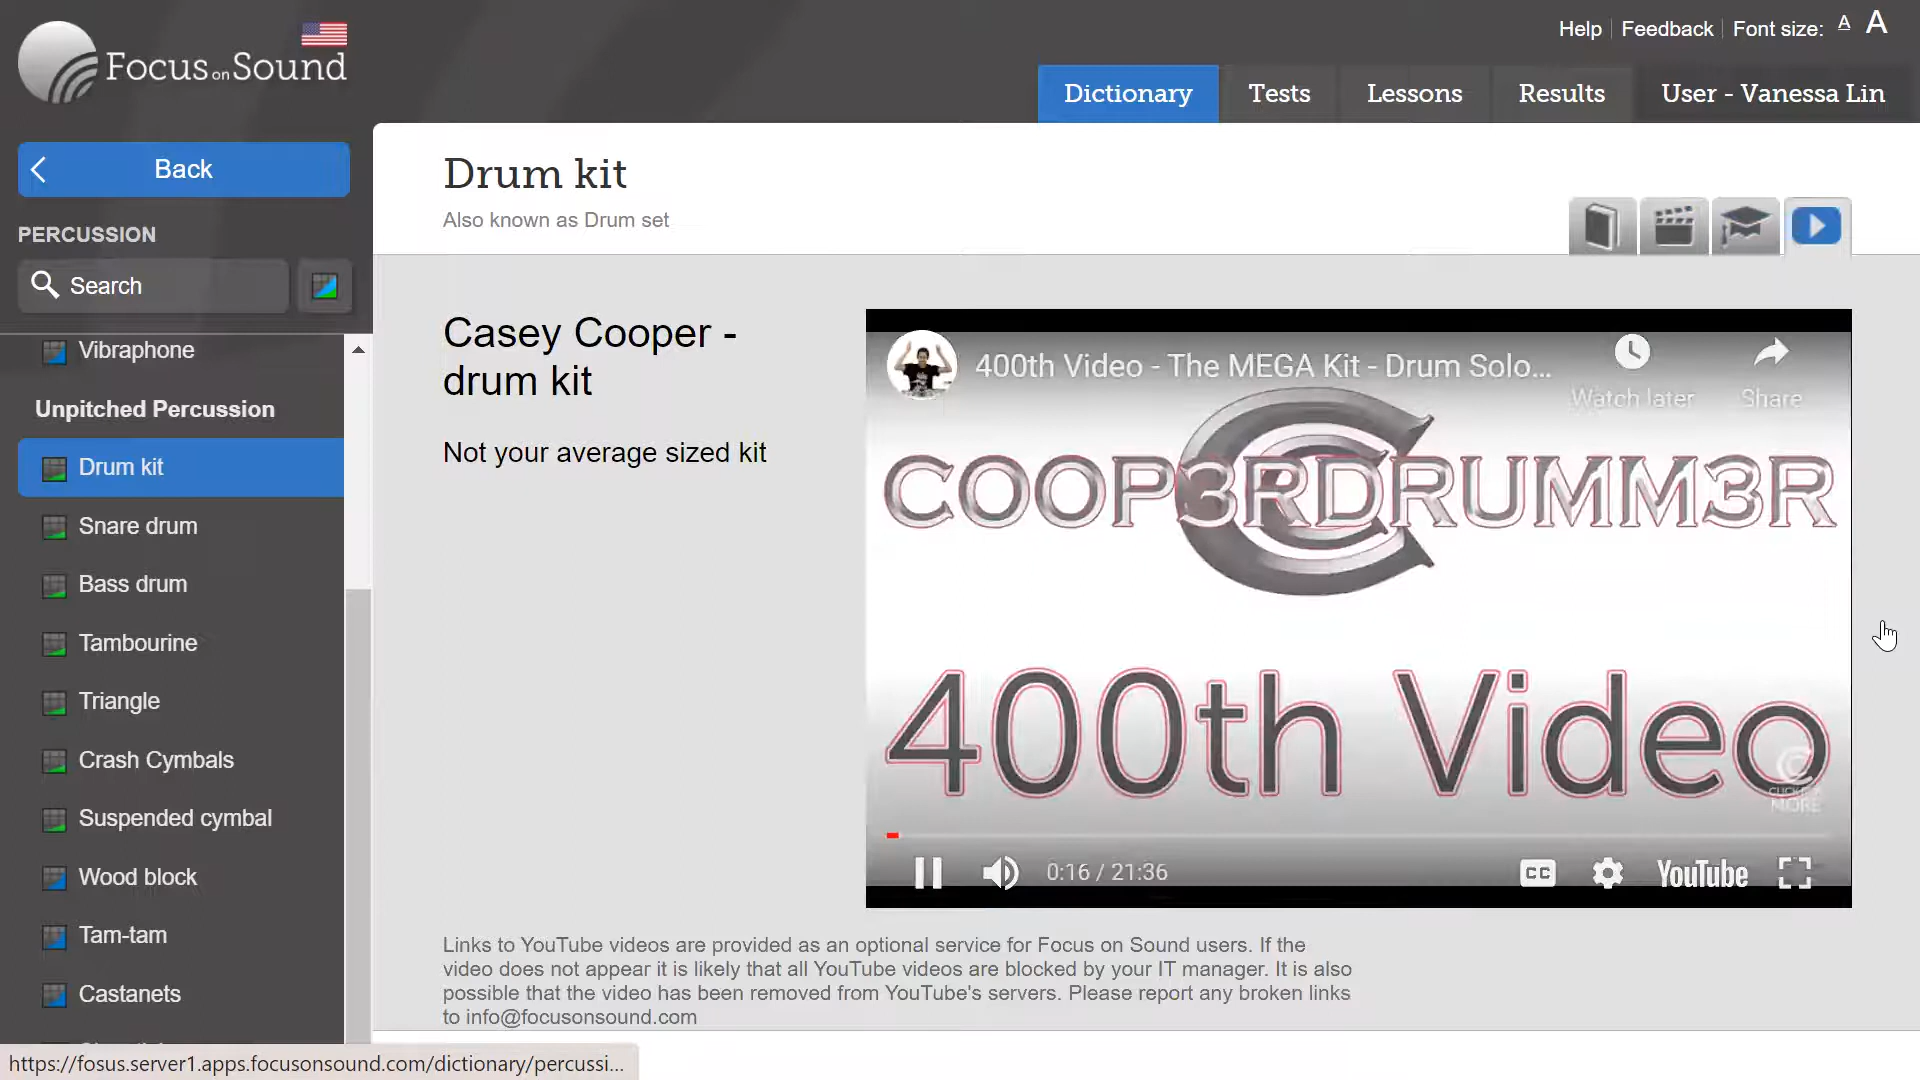 Help
Feedback
Font size: A A
Focus on Sound
Dictionary
Tests
Lessons
Results
User - Vanessa Lin
Back
PERCUSSION
Search
Vibraphone
Unpitched Percussion
Drum kit
Snare drum
Bass drum
Tambourine
Triangle
Crash Cymbals
Suspended cymbal
Wood block
Tam-tam
Castanets
Drum kit
Also known as Drum set
Casey Cooper -
drum kit
Not your average sized kit
400th Video - The MEGA Kit - Drum Solo...
Watch later
Share
COOP3RDRUMM3R
400th Video
MORE
0:16 / 21:36
CC
YouTube
Links to YouTube videos are provided as an optional service for Focus on Sound users. If the
video does not appear it is likely that all YouTube videos are blocked by your IT manager. It is also
possible that the video has been removed from YouTube's servers. Please report any broken links
to info@focusonsound.com
https://fosus.server1.apps.focusonsound.com/dictionary/percussi...